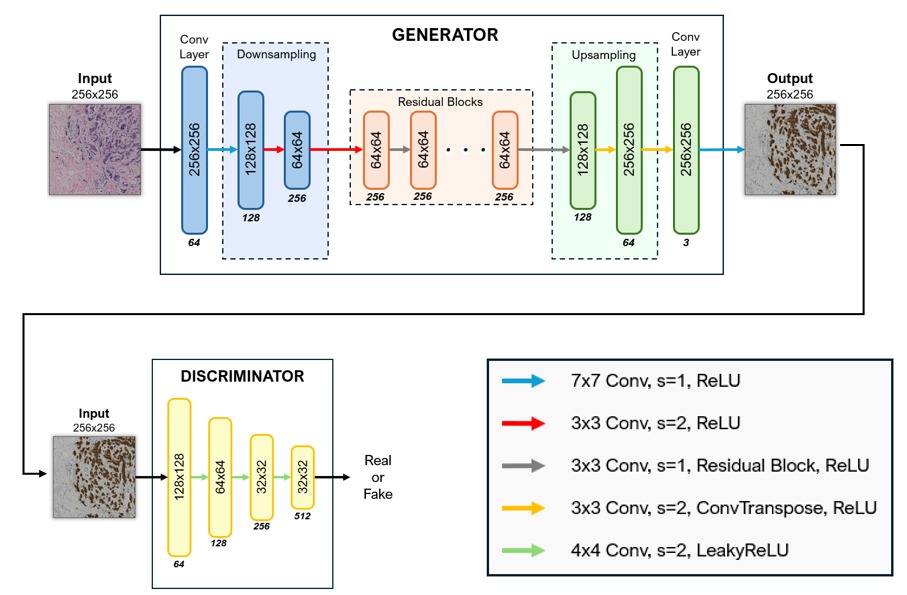 GENERATOR
Input
256x256
Conv
Layer
256x256
64
Downsampling
128x128
128
64x64
256
Residual Blocks
64x64
256
64x64
256
. . .
64x64
256
Upsampling
128x128
128
256x256
64
Conv
Layer
256x256
3
Output
256x256
DISCRIMINATOR
Input
256x256
128x128
64
64x64
128
32x32
256
32x32
512
Real
or
Fake
7x7 Conv, s=1, ReLU
3x3 Conv, s=2, ReLU
3x3 Conv, s=1, Residual Block, ReLU
3x3 Conv, s=2, ConvTranspose, ReLU
4x4 Conv, s=2, LeakyReLU